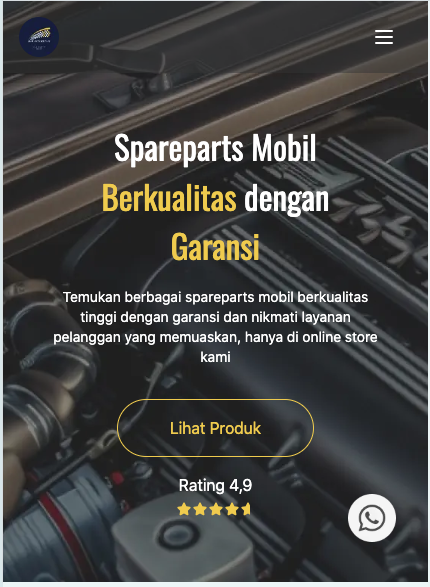 Spareparts Mobil
Berkualitas dengan
Garansi
Temukan berbagai spareparts mobil berkualitas
tinggi dengan garansi dan nikmati layanan
pelanggan yang memuaskan, hanya di online store
kami
Lihat Produk
Rating 4,9